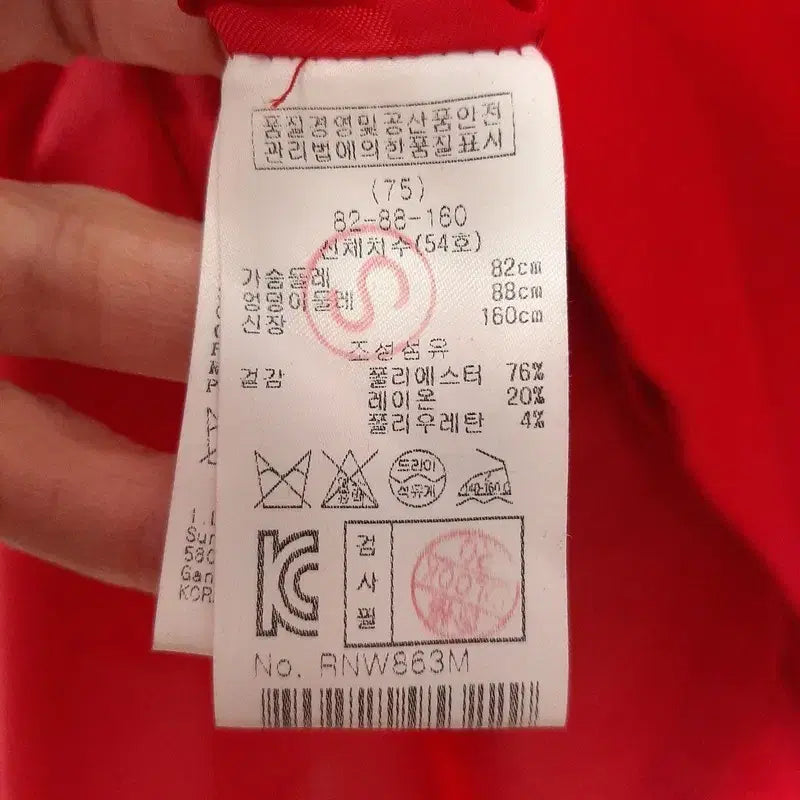 품질경영및공산품안전
관리법에의한품질표시
(75)
82-88-160
신체치수(54호)
가슴둘레 82cm
엉덩이둘레 88cm
신장 160cm
S
조성섬유
겉감 폴리에스터 76%
레이온 20%
폴리우레탄 4%
드라이
석유계
140-160℃
KC
검사필
No. RNW863M
580
Gan
KOR